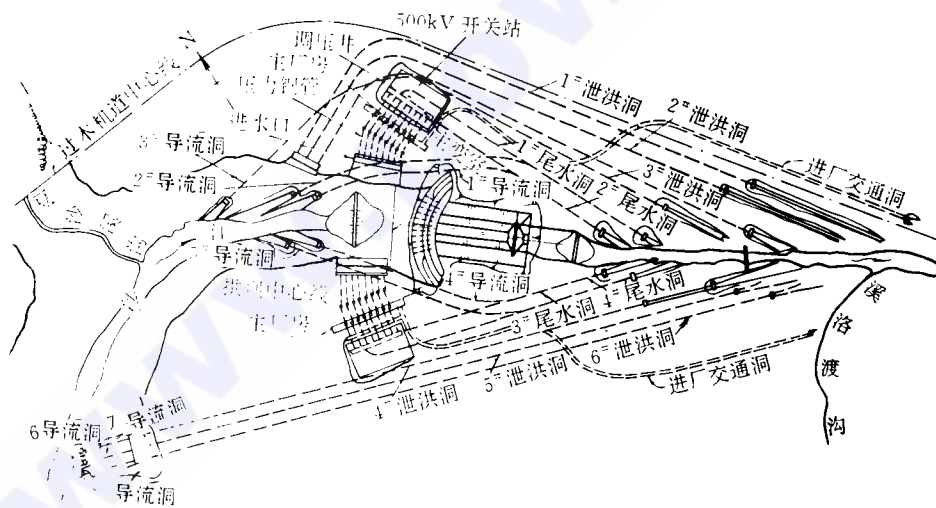 500kV 开关站
调压井
主厂房
压力钢管
进水口
过木机道中心线
N
3# 导流洞
2# 导流洞
1# 泄洪洞
2# 泄洪洞
1# 尾水洞
2# 尾水洞
3# 泄洪洞
进厂交通洞
1# 导流洞
导流洞
4# 导流洞
主厂房
3# 尾水洞
4# 尾水洞
6# 泄洪洞
5# 泄洪洞
4# 泄洪洞
进厂交通洞
溪洛渡沟
6 导流洞
7 导流洞
导流洞